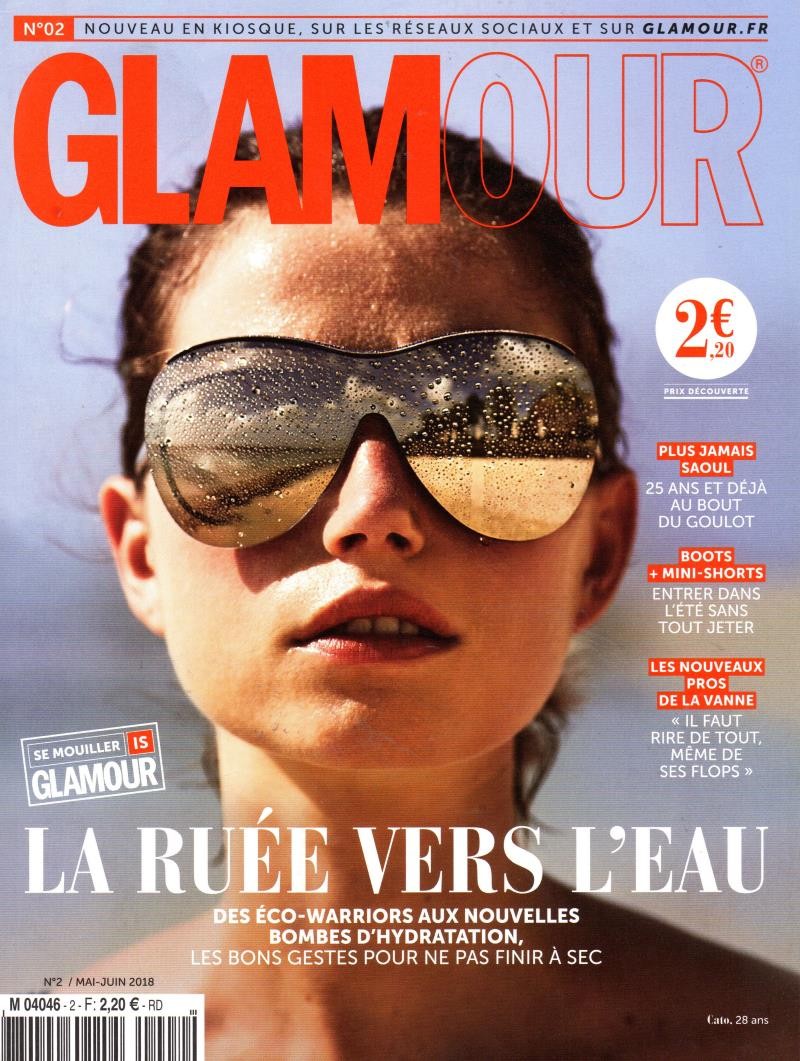 N°02 NOUVEAU EN KIOSQUE, SUR LES RÉSEAUX SOCIAUX ET SUR GLAMOUR.FR
GLAMOUR®
2€
,20
PRIX DÉCOUVERTE
PLUS JAMAIS
SAOUL
25 ANS ET DÉJÀ
AU BOUT
DU GOULOT
BOOTS
+ MINI-SHORTS
ENTRER DANS
L'ÉTÉ SANS
TOUT JETER
LES NOUVEAUX
PROS
DE LA VANNE
« IL FAUT
RIRE DE TOUT,
MÊME DE
SES FLOPS »
SE MOUILLER IS
GLAMOUR
LA RUÉE VERS L'EAU
DES ÉCO-WARRIORS AUX NOUVELLES
BOMBES D'HYDRATATION,
LES BONS GESTES POUR NE PAS FINIR À SEC
N°2 / MAI-JUIN 2018
M 04046 - 2 - F: 2,20 € - RD
Cato, 28 ans